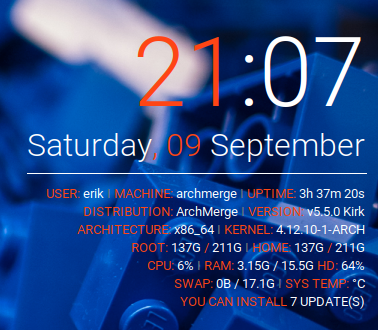 21:07
Saturday, 09 September
USER: erik | MACHINE: archmerge | UPTIME: 3h 37m 20s
DISTRIBUTION: ArchMerge | VERSION: v5.5.0 Kirk
ARCHITECTURE: x86_64 | KERNEL: 4.12.10-1-ARCH
ROOT: 137G / 211G | HOME: 137G / 211G
CPU: 6% | RAM: 3.15G / 15.5G HD: 64%
SWAP: 0B / 17.1G | SYS TEMP: °C
YOU CAN INSTALL 7 UPDATE(S)